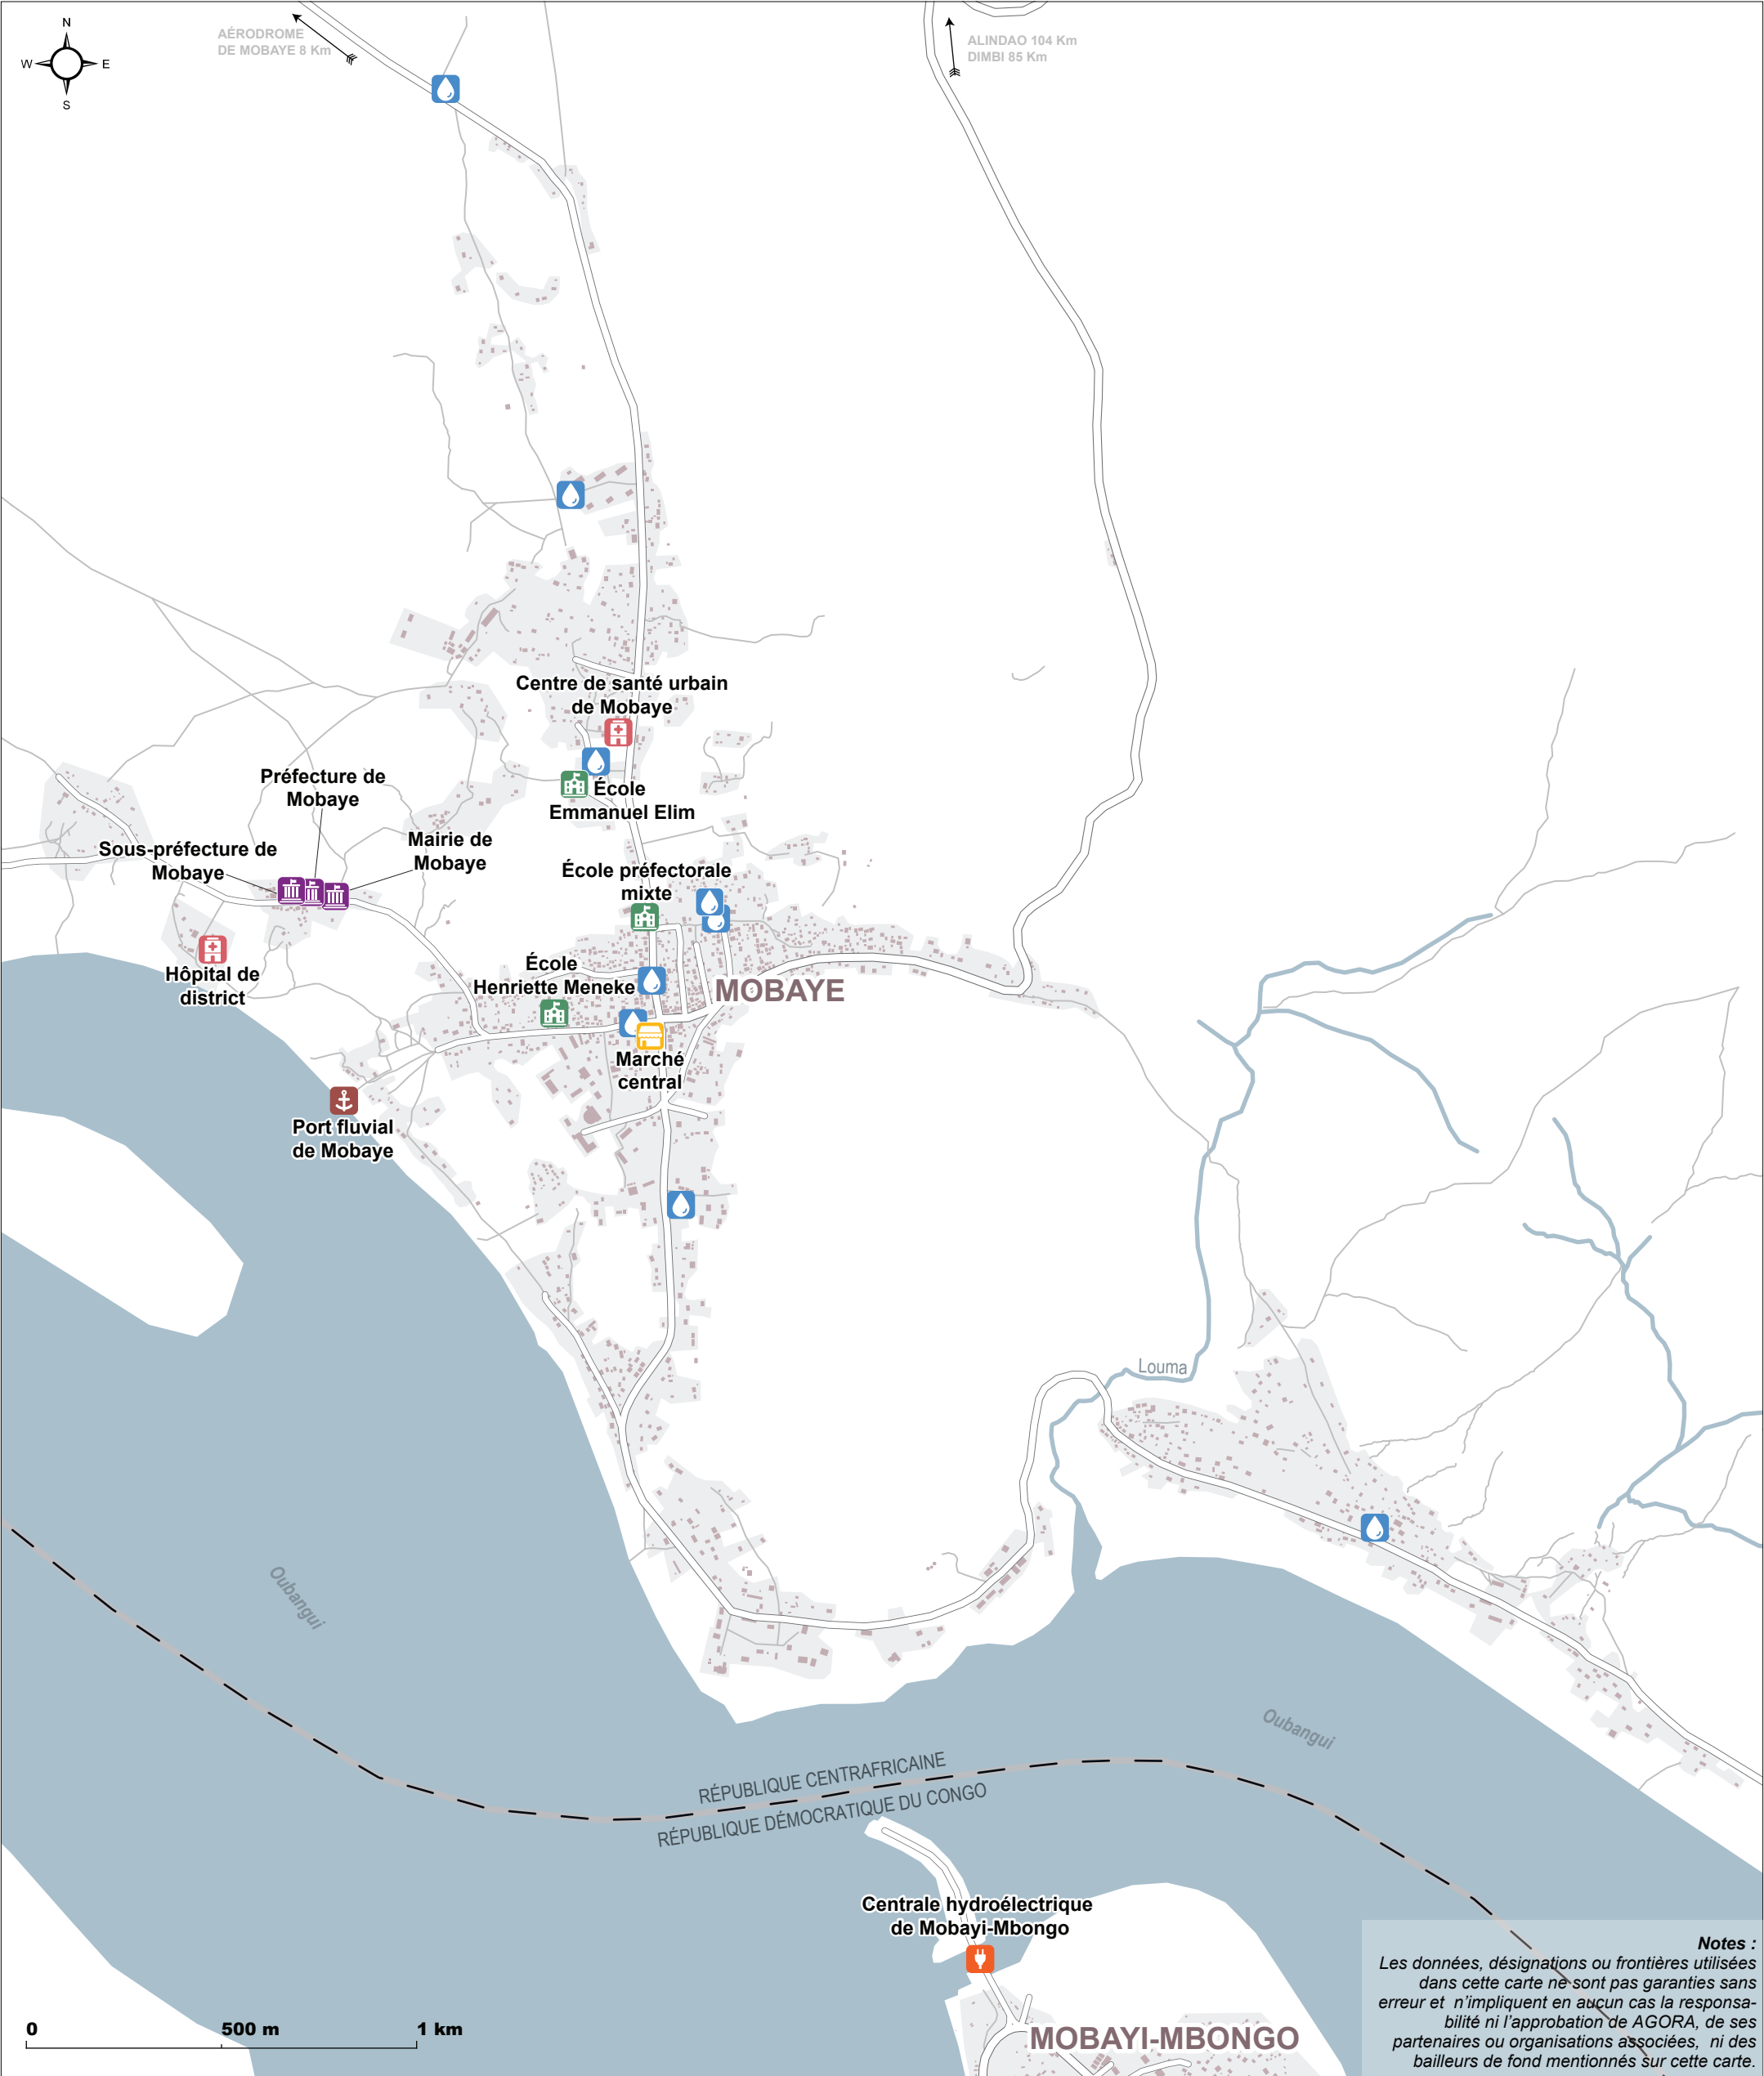 N
W
E
S
AÉRODROME
DE MOBAYE 8 Km
ALINDAO 104 Km
DIMBI 85 Km
Centre de santé urbain
de Mobaye
École
Emmanuel Elim
Préfecture de
Mobaye
Sous-préfecture de
Mobaye
Mairie de
Mobaye
École préfectorale
mixte
Hôpital de
district
École
Henriette Meneke
MOBAYE
Marché
central
Port fluvial
de Mobaye
Louma
Oubangui
Oubangui
RÉPUBLIQUE CENTRAFRICAINE
RÉPUBLIQUE DÉMOCRATIQUE DU CONGO
Centrale hydroélectrique
de Mobayi-Mbongo
MOBAYI-MBONGO
0
500 m
1 km
Notes :
Les données, désignations ou frontières utilisées
dans cette carte ne sont pas garanties sans
erreur et n'impliquent en aucun cas la responsa-
bilité ni l'approbation de AGORA, de ses
partenaires ou organisations associées, ni des
bailleurs de fond mentionnés sur cette carte.